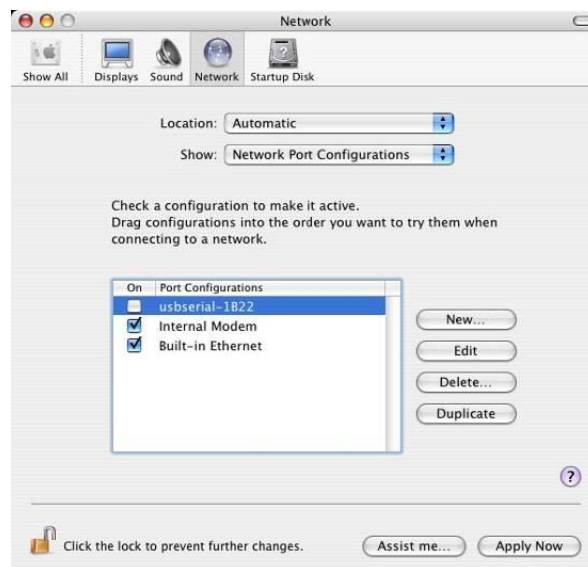 Network
Show All
Displays
Sound
Network
Startup Disk
Location: Automatic
Show: Network Port Configurations
Check a configuration to make it active.
Drag configurations into the order you want to try them when
connecting to a network.
On Port Configurations
usbserial-1B22
Internal Modem
Built-in Ethernet
New...
Edit
Delete...
Duplicate
?
Click the lock to prevent further changes.
Assist me...
Apply Now